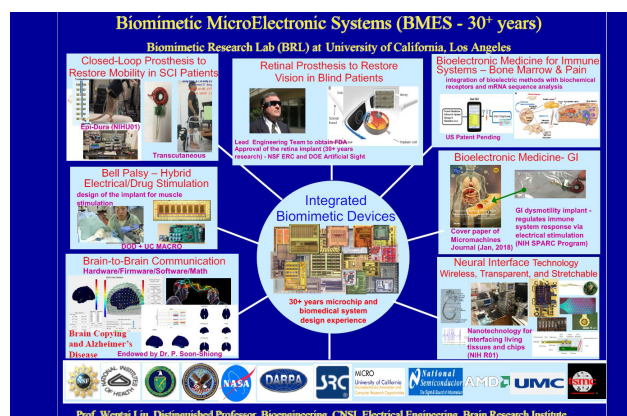 Biomimetic MicroElectronic Systems (BMES - 30+ years)
Biomimetic Research Lab (BRL) at University of California, Los Angeles
Closed-Loop Prosthesis to
Restore Mobility in SCI Patients
Epi-Dura (NIHU01)
Transcutaneous
Retinal Prosthesis to Restore
Vision in Blind Patients
Lead Engineering Team to obtain FDA
Approval of the retina implant (30+ years
research) - NSF ERC and DOE Artificial Sight
Bioelectronic Medicine for Immune
Systems – Bone Marrow & Pain
integration of bioelectric methods with biochemical
receptors and mRNA sequence analysis
US Patent Pending
Bell Palsy – Hybrid
Electrical/Drug Stimulation
design of the implant for muscle
stimulation
DOD + UC MACRO
Integrated
Biomimetic Devices
30+ years microchip and
biomedical system
design experience
Bioelectronic Medicine- GI
Cover paper of
Micromachines
Journal (Jan, 2018)
GI dysmotility implant -
regulates immune
system response via
electrical stimulation
(NIH SPARC Program)
Brain-to-Brain Communication
Hardware/Firmware/Software/Math
Brain Copying
and Alzheimer's
Disease
Endowed by Dr. P. Soon-Shiong
Neural Interface Technology
Wireless, Transparent, and Stretchable
Nanotechnology for
interfacing living
tissues and chips
(NIH R01)
NSF
NASA
DARPA
SRC
MICRO
University of California
National
Semiconductor
AMD
UMC
tsmc
Prof. Wentai Liu, Distinguished Professor, Bioengineering, CNSI, Electrical Engineering, Brain Research Institute